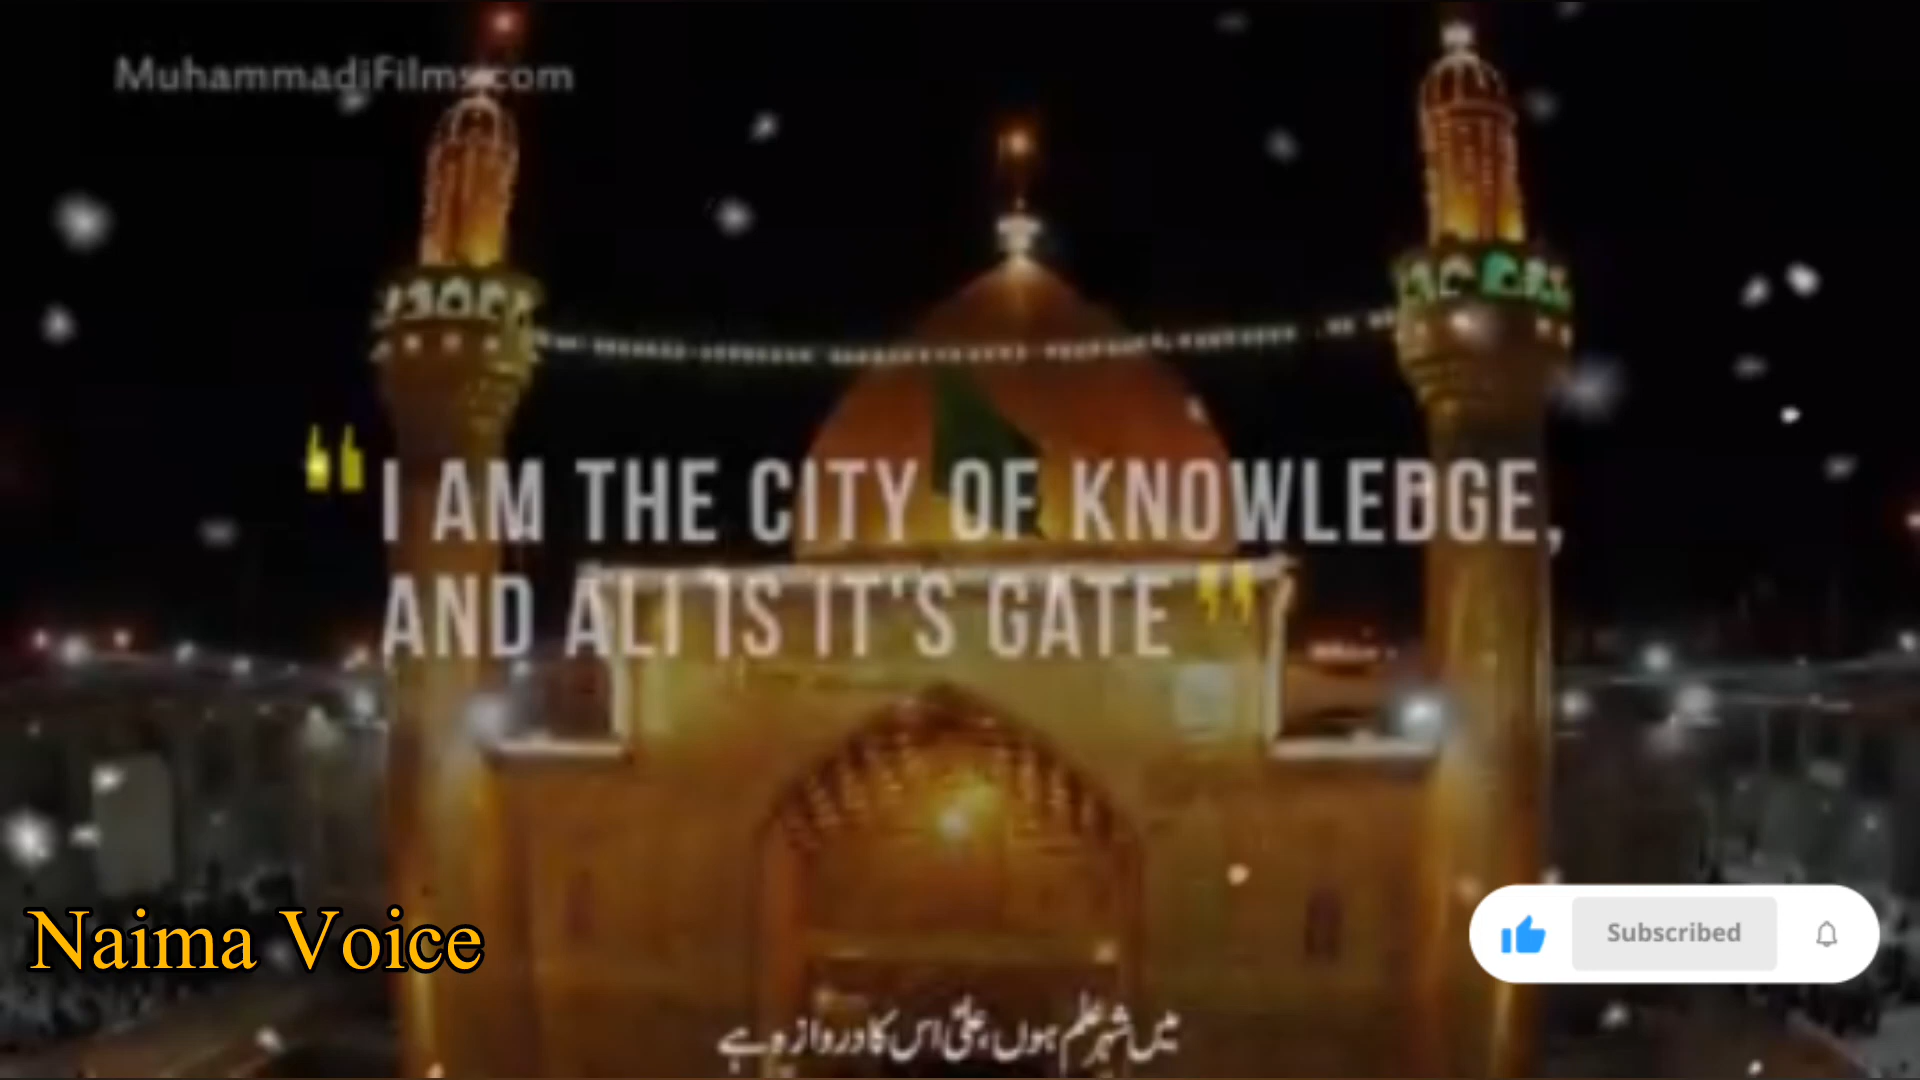 MuhammadiFilms.com
“I AM THE CITY OF KNOWLEDGE,
AND ALI IS IT'S GATE”
Naima Voice
Subscribed
میں شہرِ علم ہوں، علیؑ اس کا دروازہ ہے